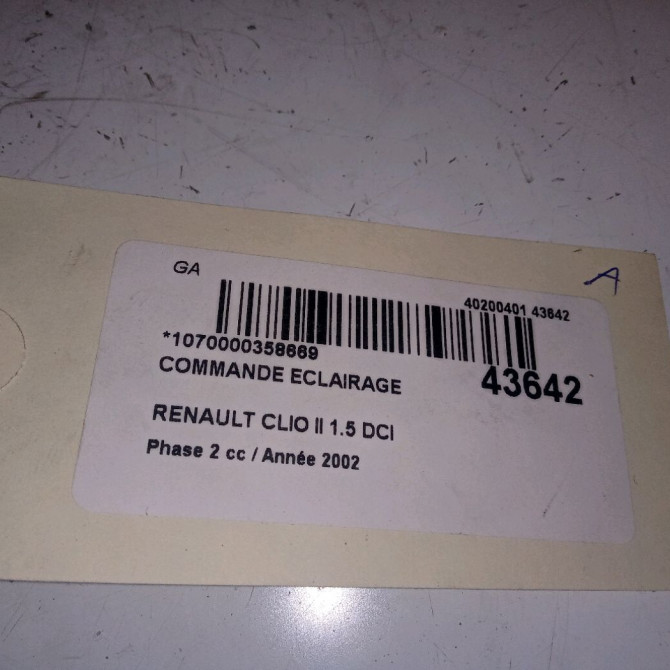 GA
A
40200401 43642
*1070000358669
43642
COMMANDE ECLAIRAGE
RENAULT CLIO II 1.5 DCI
Phase 2 cc / Année 2002